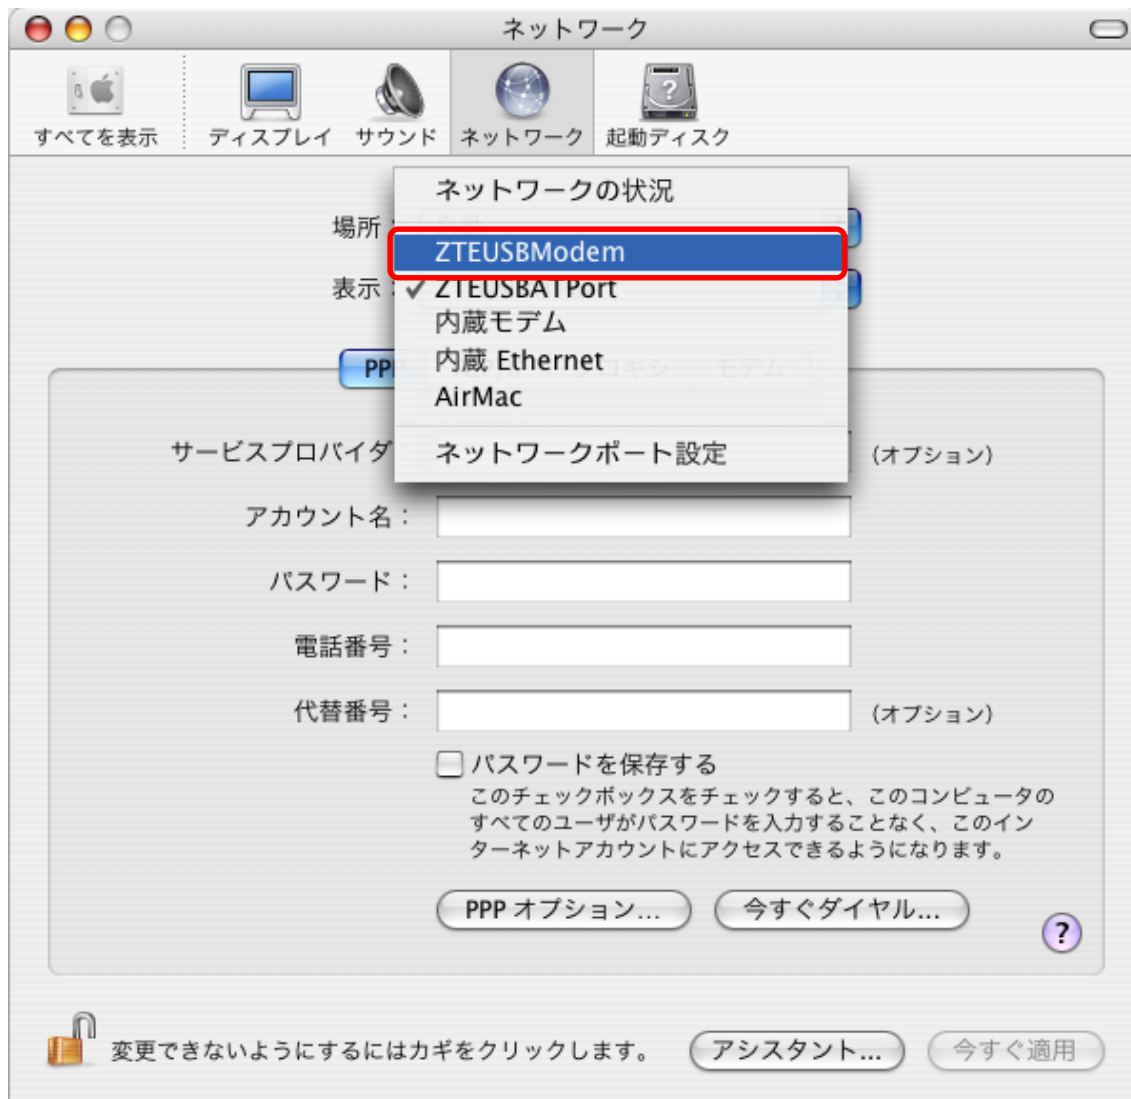 ネットワーク
すべてを表示 ディスプレイ サウンド ネットワーク 起動ディスク
ネットワークの状況
場所：
ZTEUSBModem
表示： ✓ ZTEUSBATPort
内蔵モデム
PPP 内蔵 Ethernet プロキシ モデム
AirMac
サービスプロバイダ ネットワークポート設定 (オプション)
アカウント名：
パスワード：
電話番号：
代替番号： (オプション)
パスワードを保存する
このチェックボックスをチェックすると、このコンピュータの
すべてのユーザがパスワードを入力することなく、このイン
ターネットアカウントにアクセスできるようになります。
PPP オプション... 今すぐダイヤル...
?
変更できないようにするにはカギをクリックします。 アシスタント... 今すぐ適用